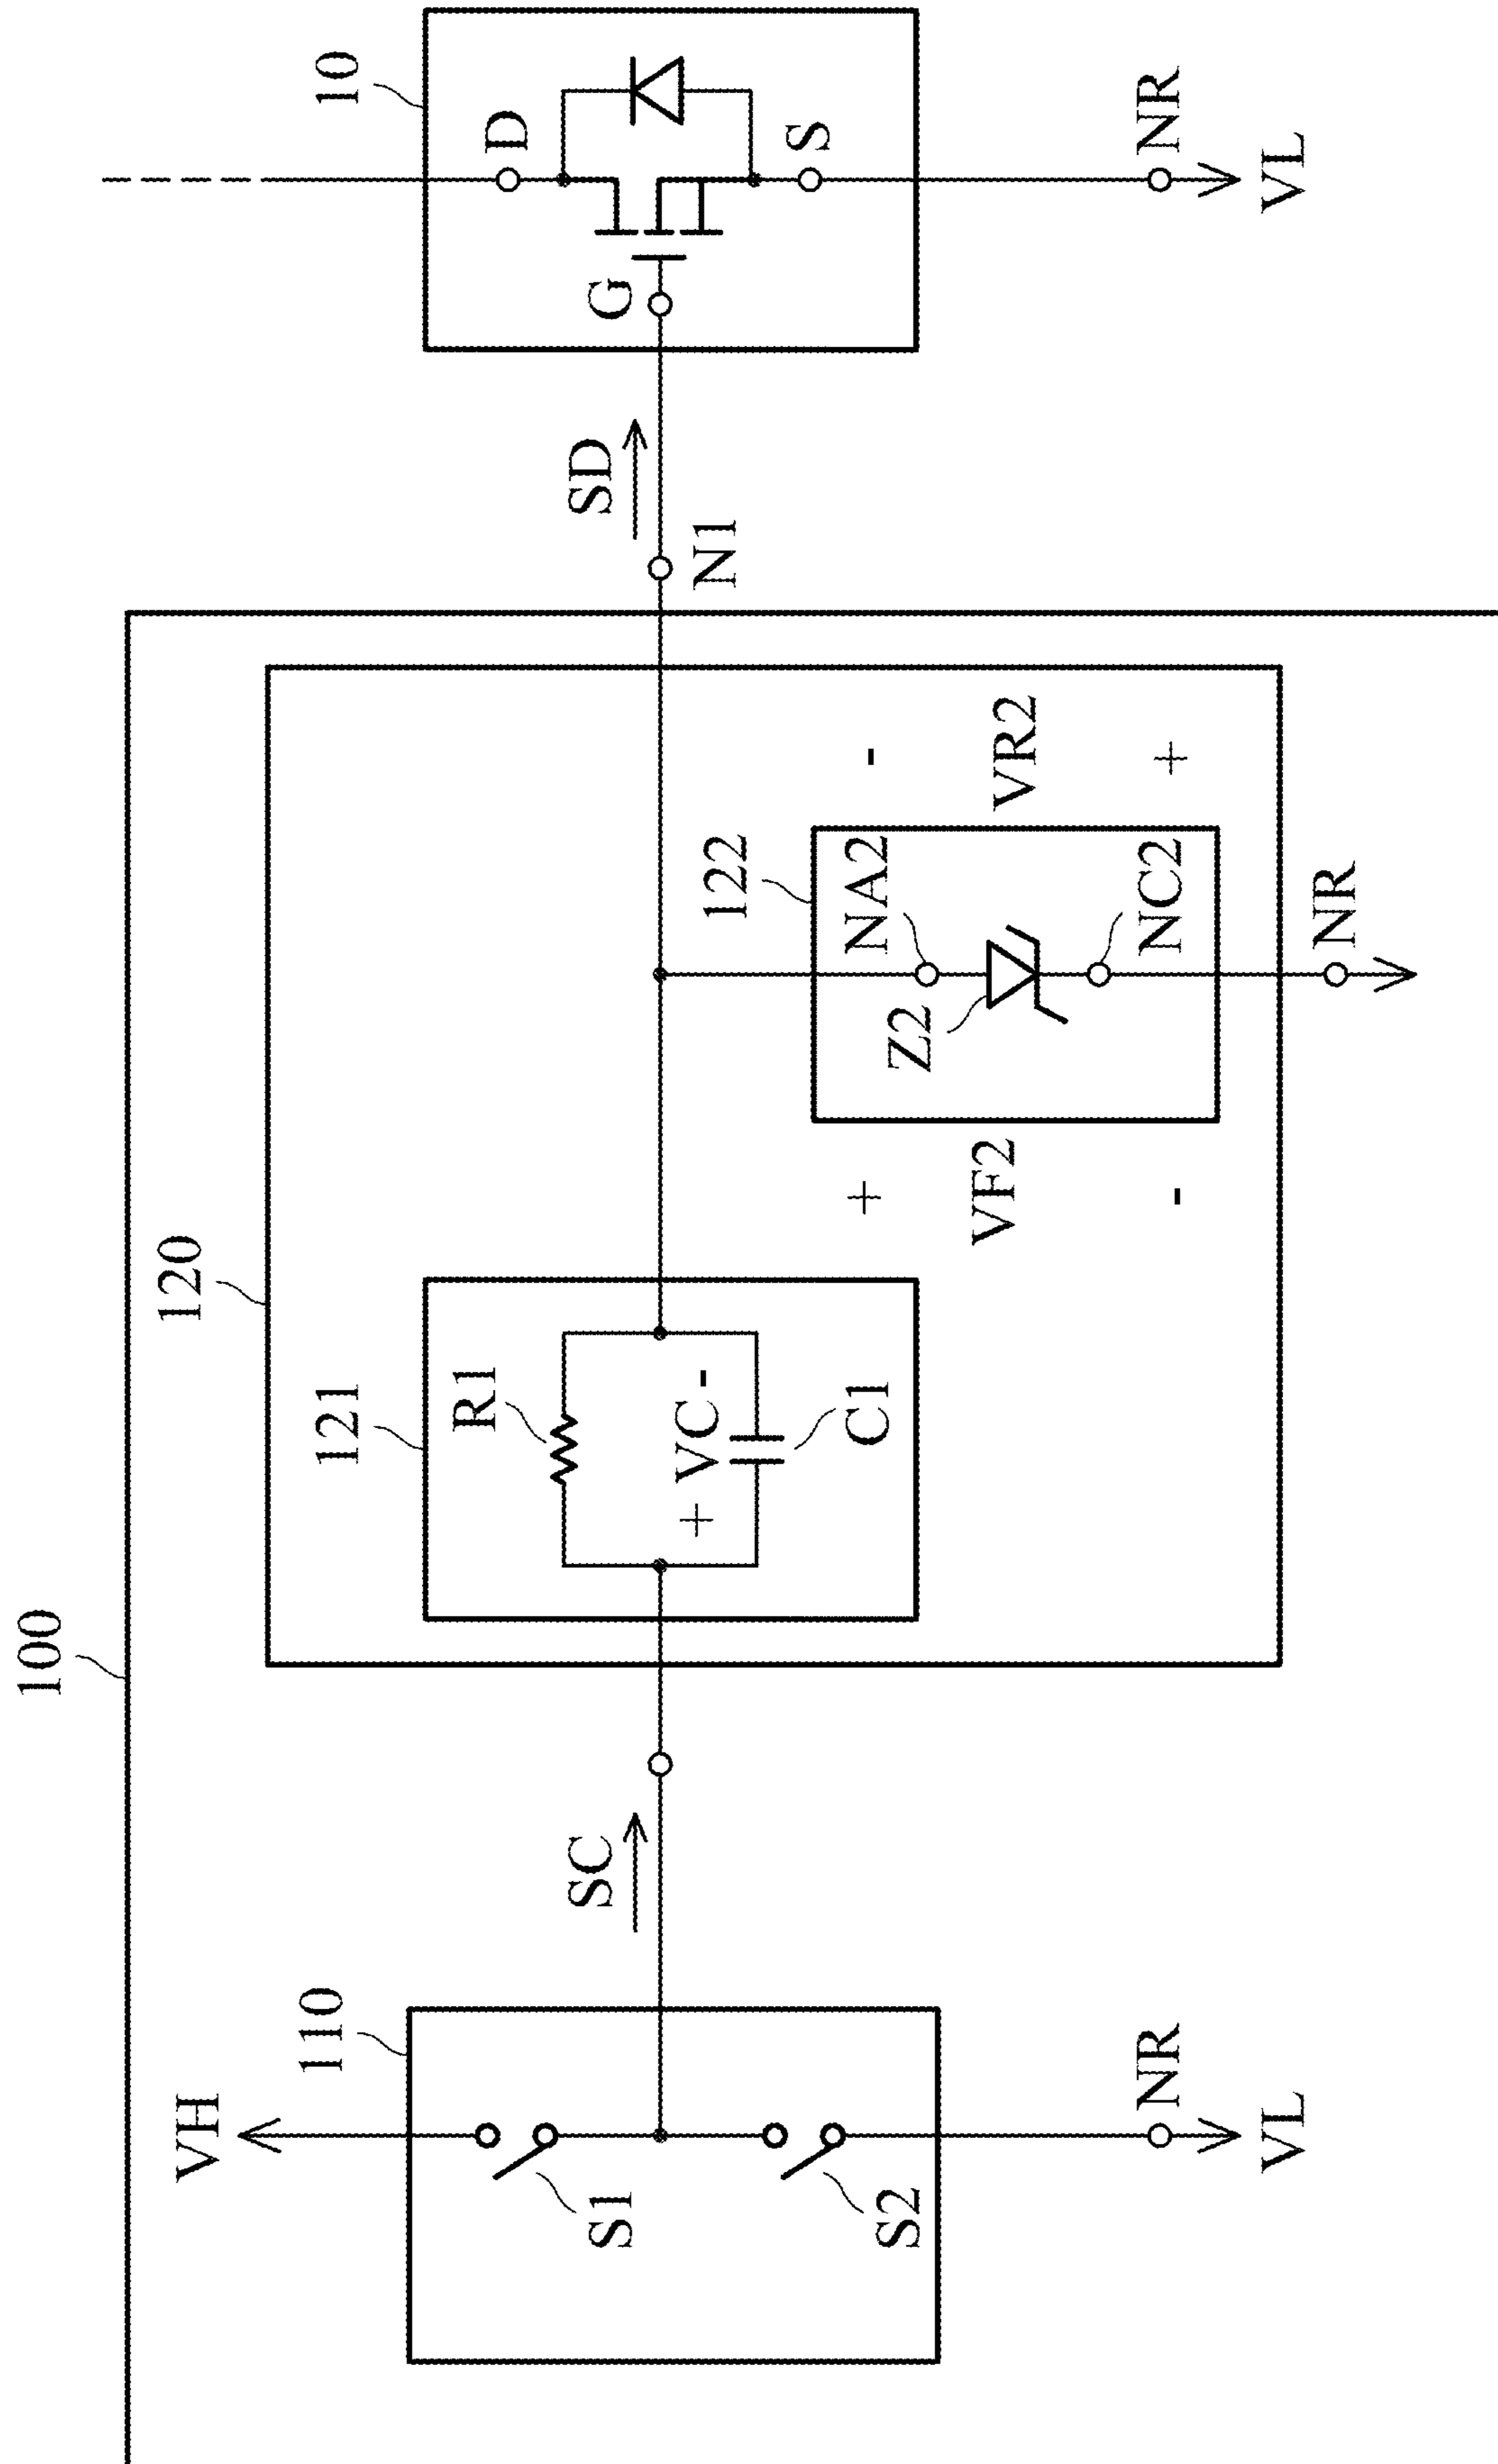 100
110
VH
S1
S2
NR
VL
SC
120
121
R1
+ VC -
C1
122
NA2
Z2
NC2
+
VF2
-
-
VR2
+
NR
N1
SD
10
D
G
S
NR
VL